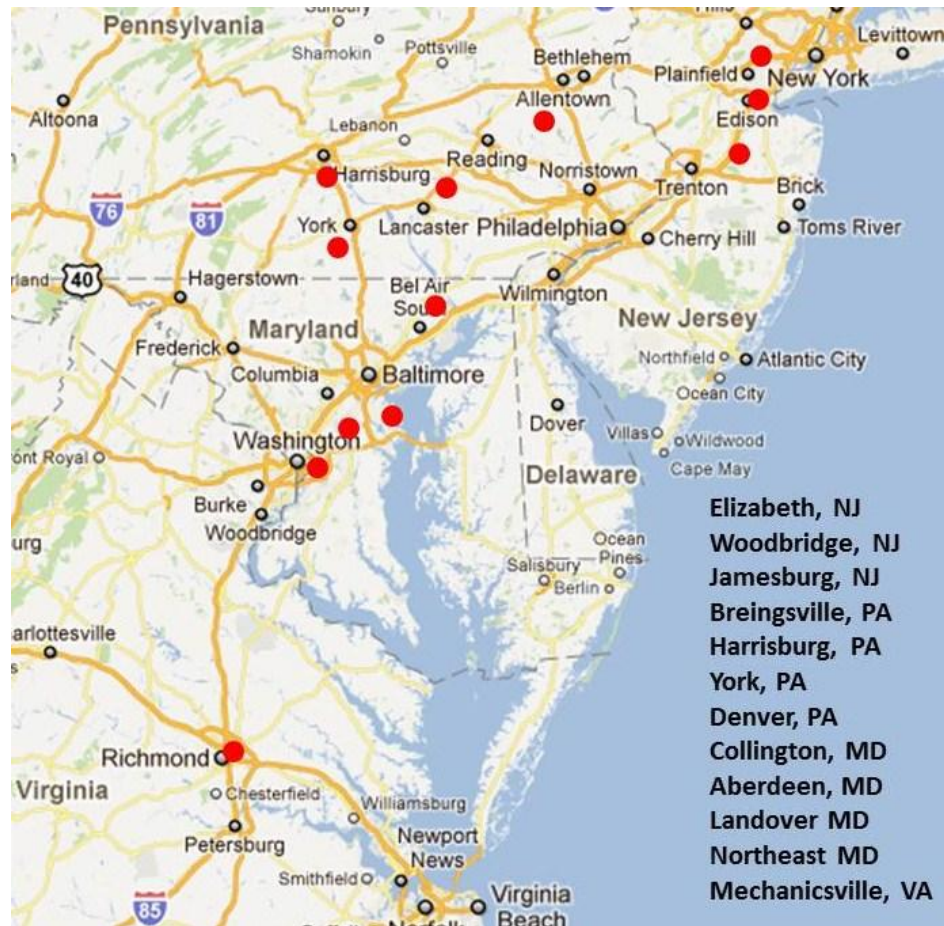 Pennsylvania
Shamokin
Pottsville
Levittown
Bethlehem
Plainfield
New York
Altoona
Allentown
Edison
Lebanon
Reading
Norristown
Harrisburg
Trenton
Brick
76
81
York
Lancaster
Philadelphia
Cherry Hill
Toms River
40
Hagerstown
Bel Air
Wilmington
Maryland
New Jersey
Frederick
Northfield
Atlantic City
Columbia
Baltimore
Ocean City
Dover
Villas
Wildwood
Washington
Cape May
Delaware
Burke
Woodbridge
Ocean
Pines
Salisbury
Berlin
Elizabeth, NJ
Woodbridge, NJ
Jamesburg, NJ
Breingsville, PA
Harrisburg, PA
York, PA
Denver, PA
Collington, MD
Aberdeen, MD
Landover MD
Northeast MD
Mechanicsville, VA
arlottesville
Richmond
Virginia
Chesterfield
Williamsburg
Petersburg
Newport
News
Smithfield
Virginia
Beach
85